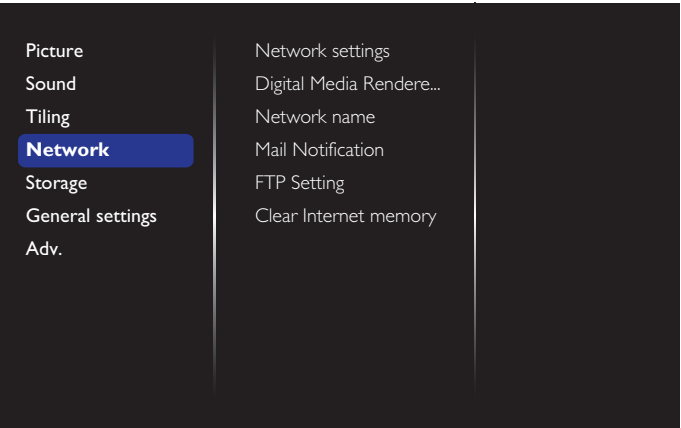 Picture
Sound
Tiling
Network
Storage
General settings
Adv.
Network settings
Digital Media Rendere...
Network name
Mail Notification
FTP Setting
Clear Internet memory